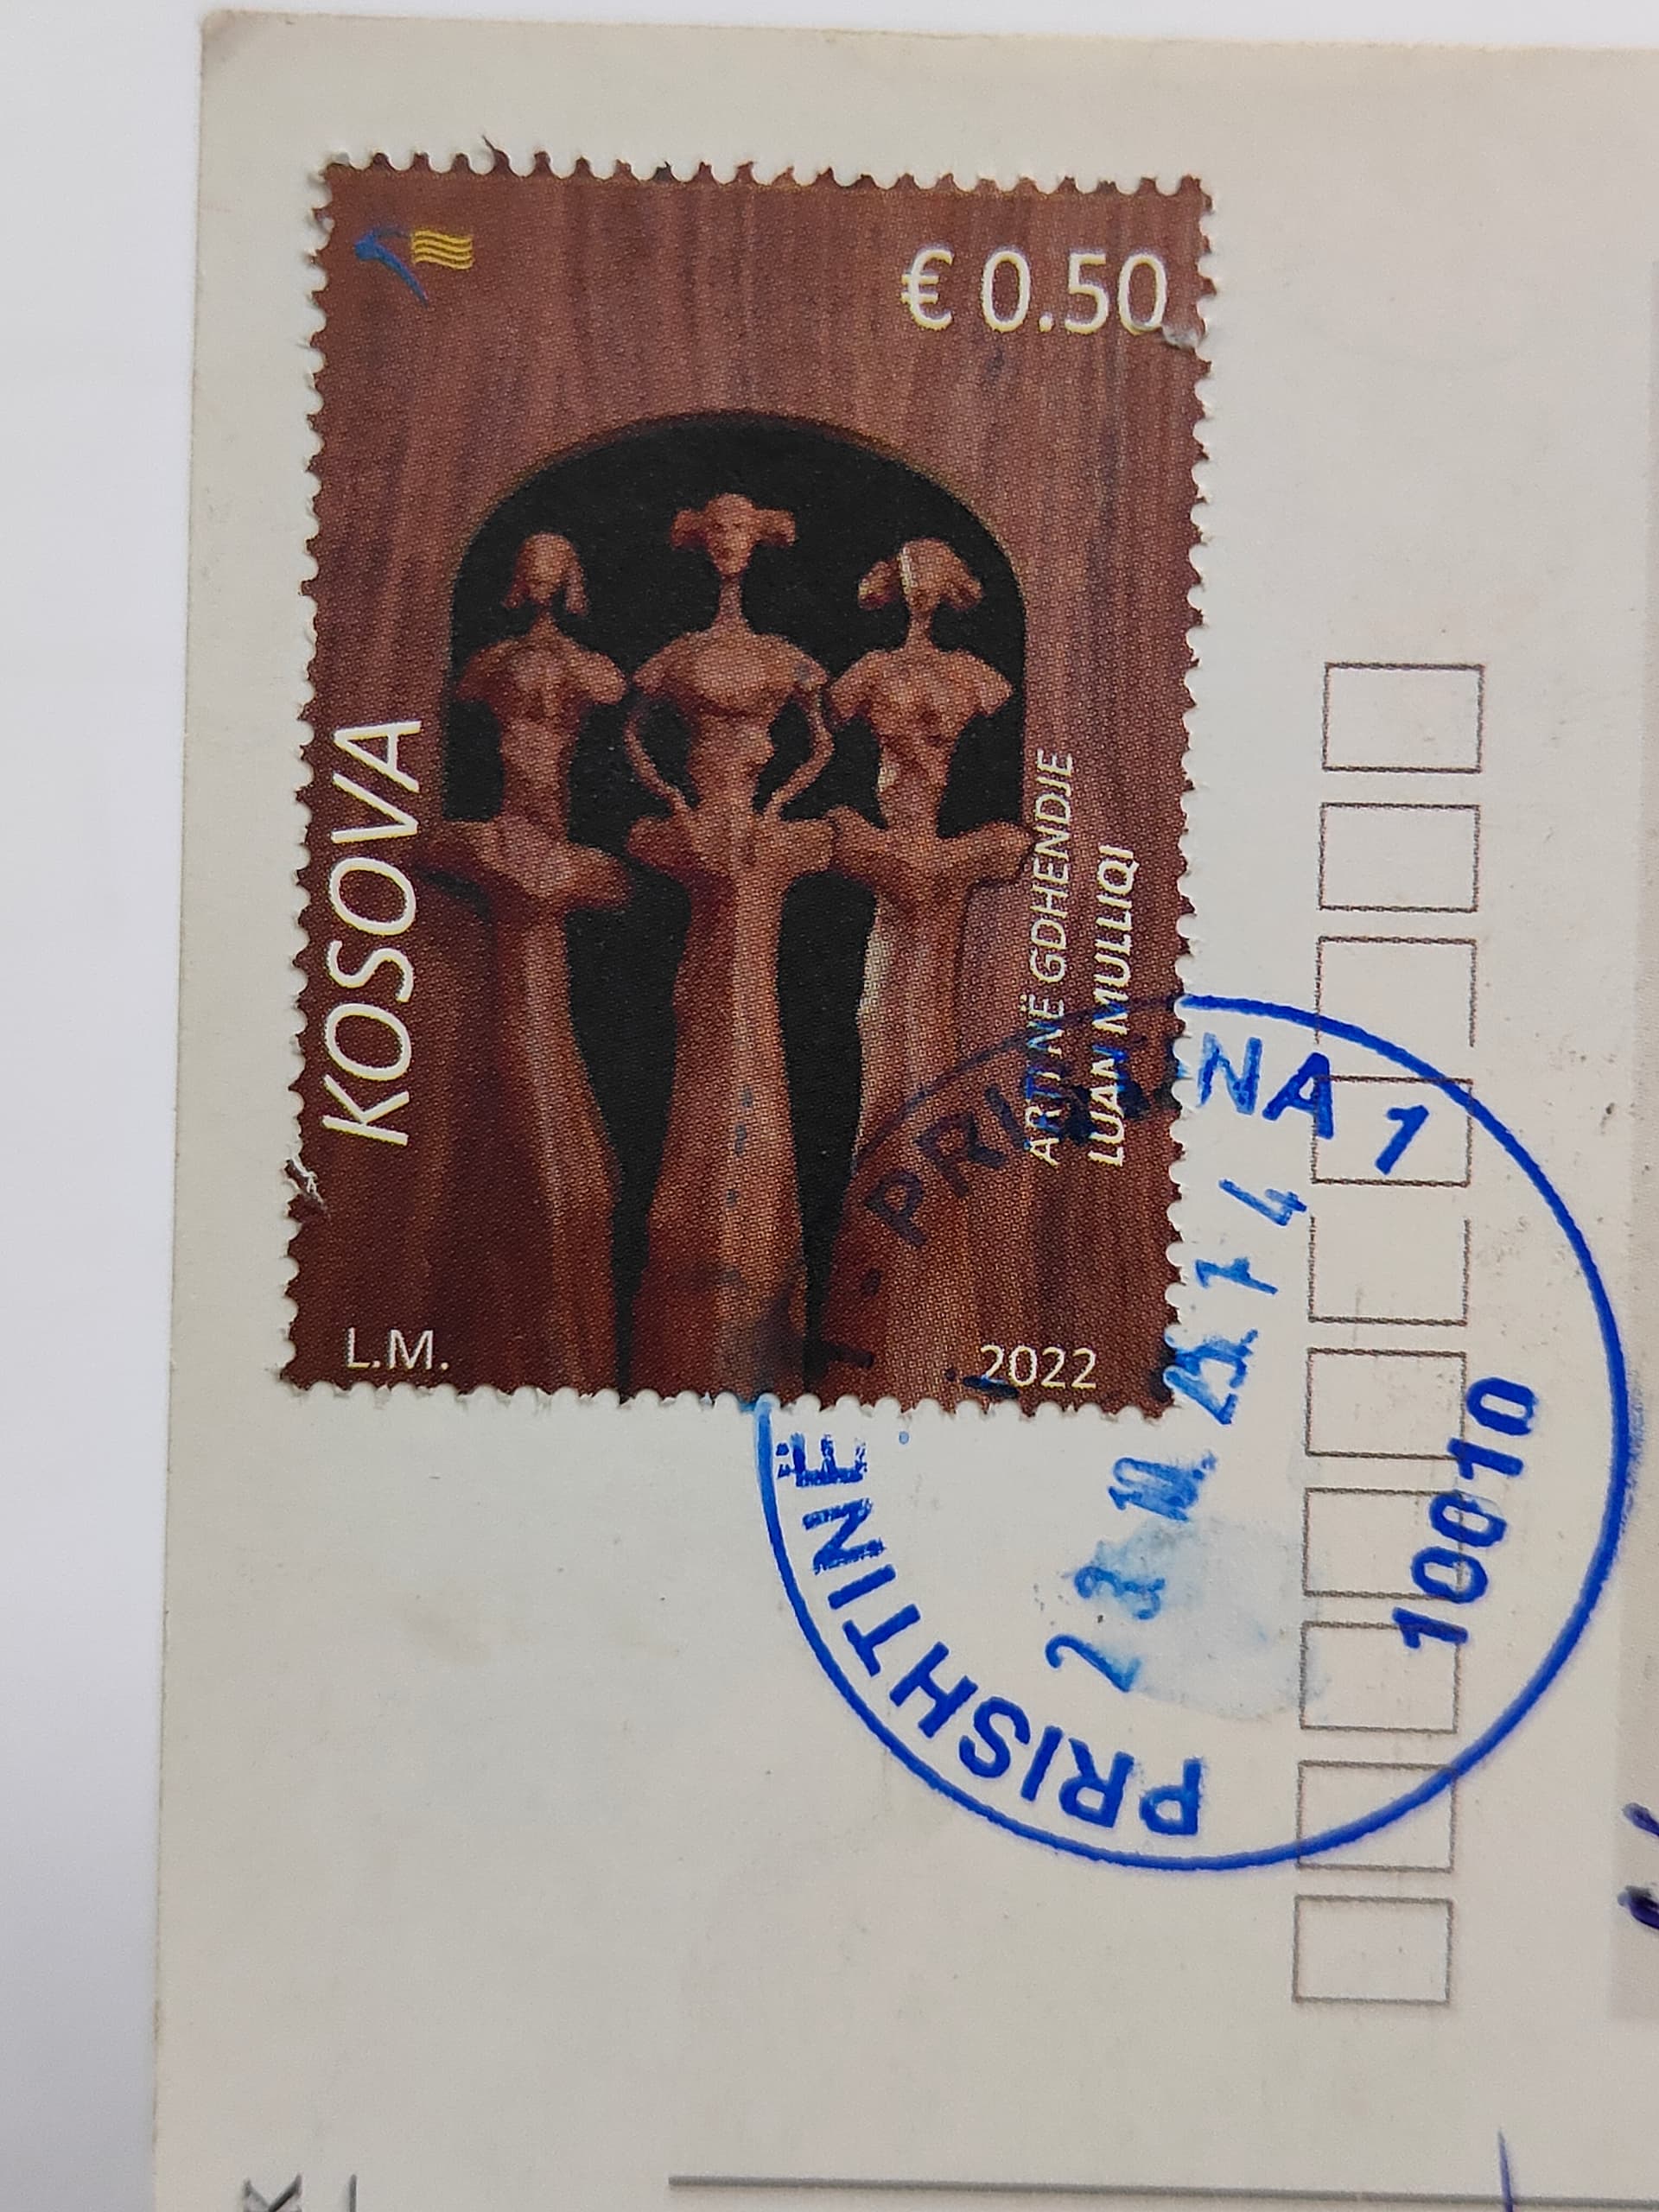 € 0.50
KOSOVA
ARTI NË GDHENDJE
LUAN MULLIQI
L.M.
2022
PRISTINA 1
PRISHTINË
10010